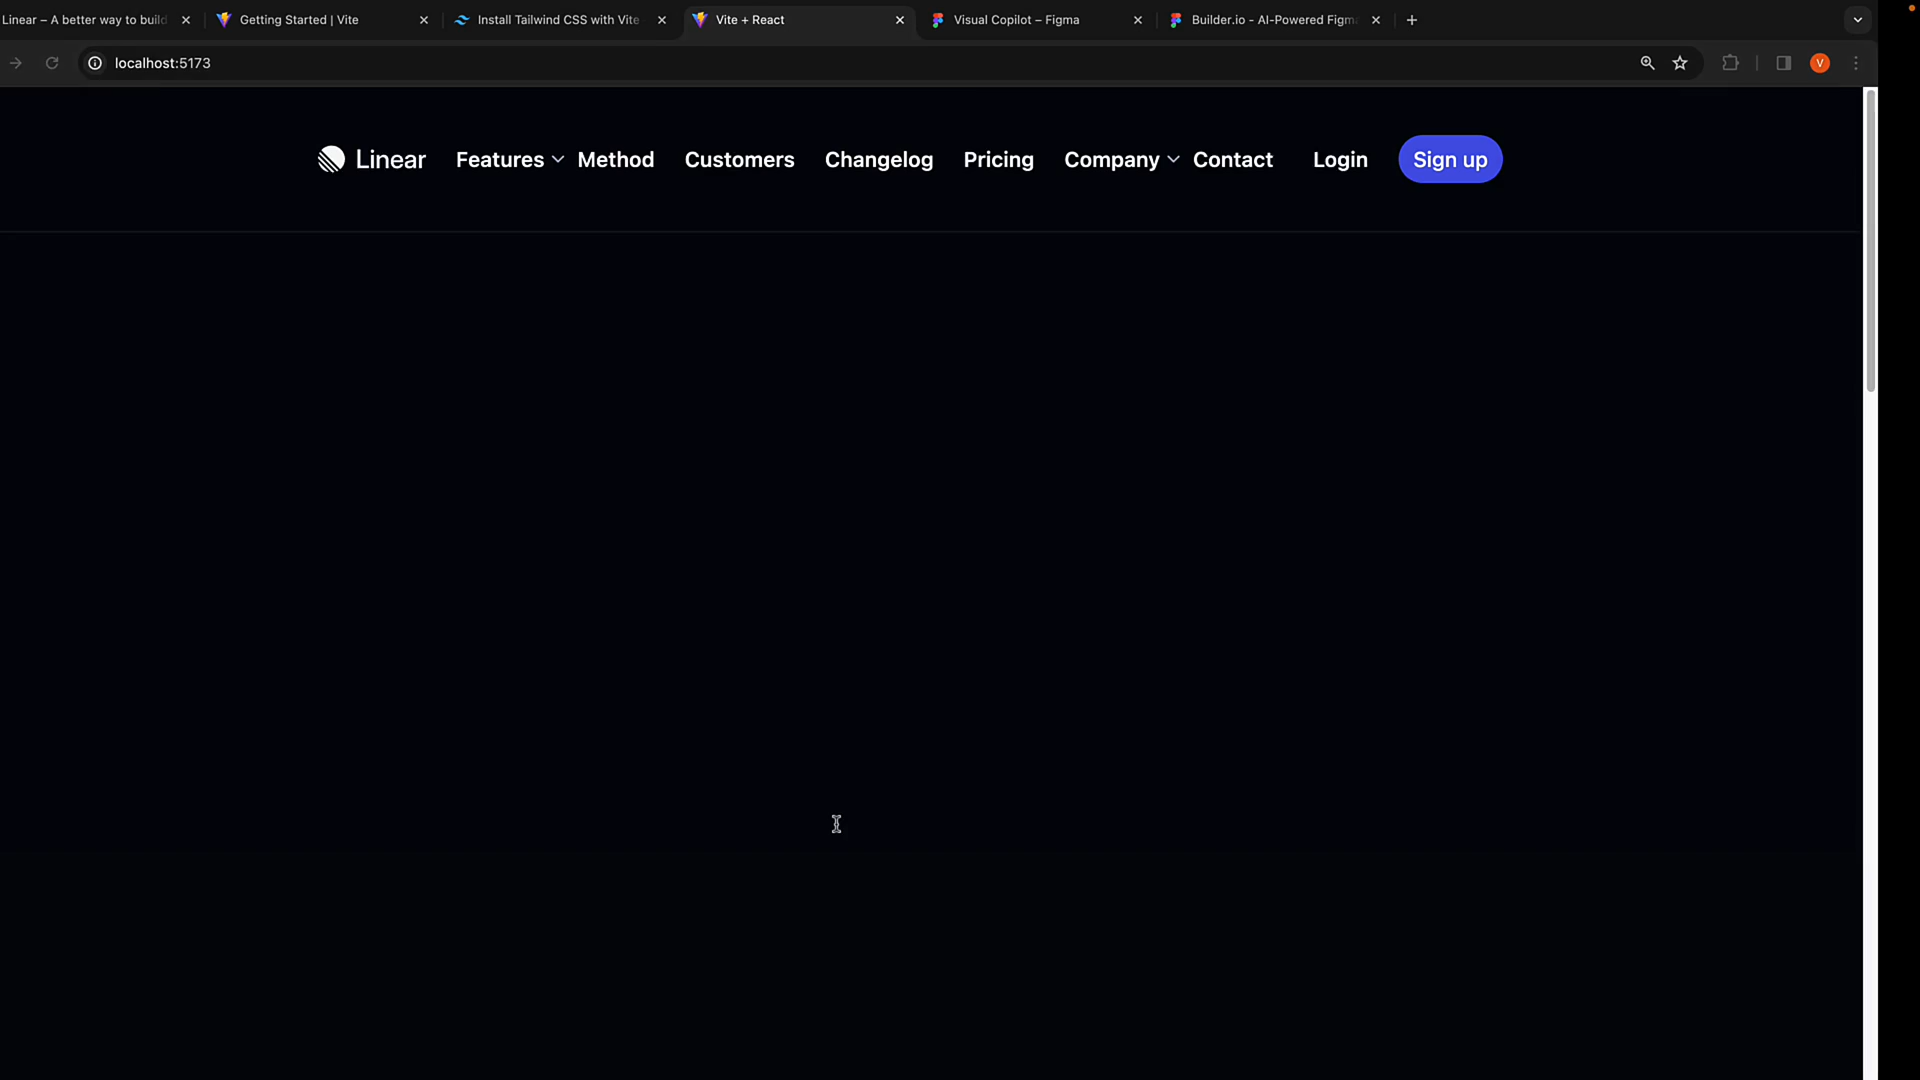 Linear – A better way to build
Getting Started | Vite
Install Tailwind CSS with Vite
Vite + React
Visual Copilot – Figma
Builder.io - AI-Powered Figm
localhost:5173
V
Linear Features Method Customers Changelog Pricing Company Contact Login Sign up